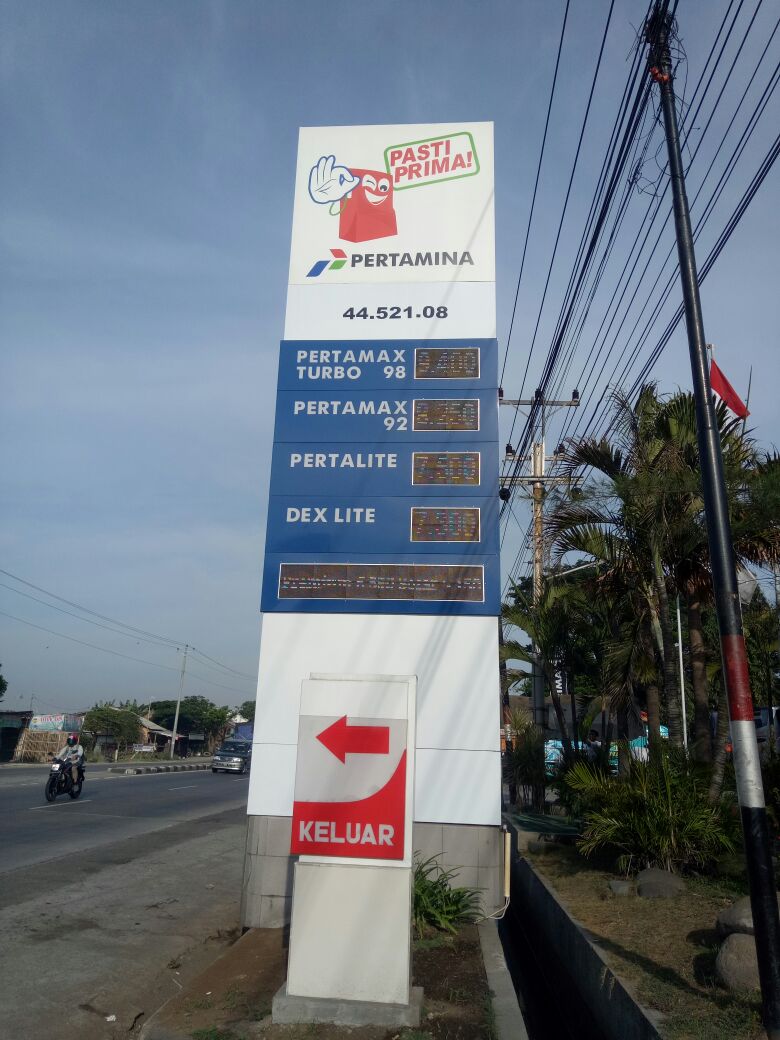 PASTI
PRIMA!
PERTAMINA
44.521.08
PERTAMAX
TURBO 98
PERTAMAX
92
PERTALITE
DEX LITE
KELUAR